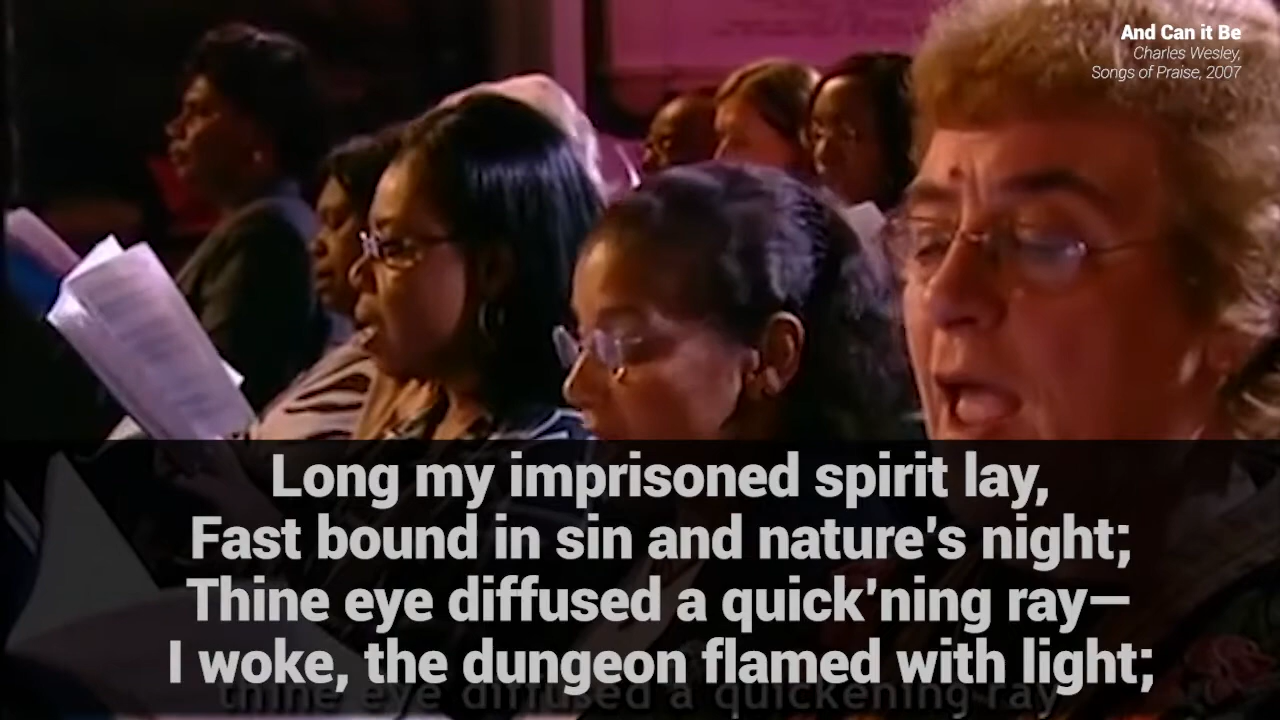 And Can it Be
Charles Wesley,
Songs of Praise, 2007
Long my imprisoned spirit lay,
Fast bound in sin and nature’s night;
Thine eye diffused a quick’ning ray—
I woke, the dungeon flamed with light;
thine eye diffused a quickening ray